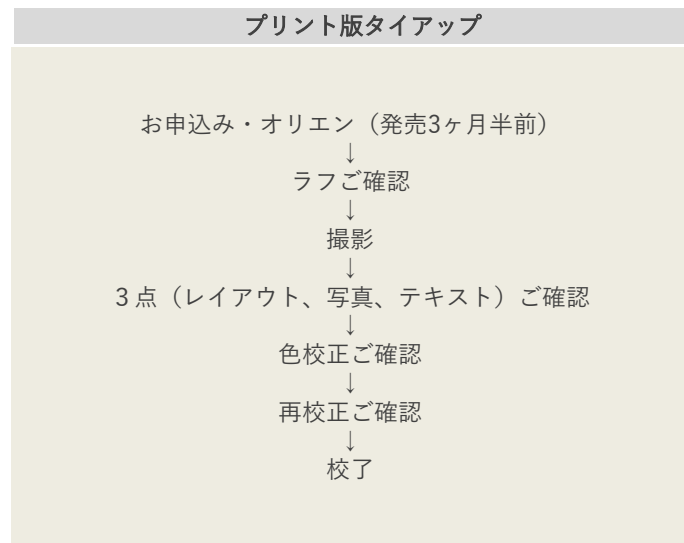 プリント版タイアップ
お申込み・オリエン（発売3ヶ月半前）
↓
ラフご確認
↓
撮影
↓
３点（レイアウト、写真、テキスト）ご確認
↓
色校正ご確認
↓
再校正ご確認
↓
校了